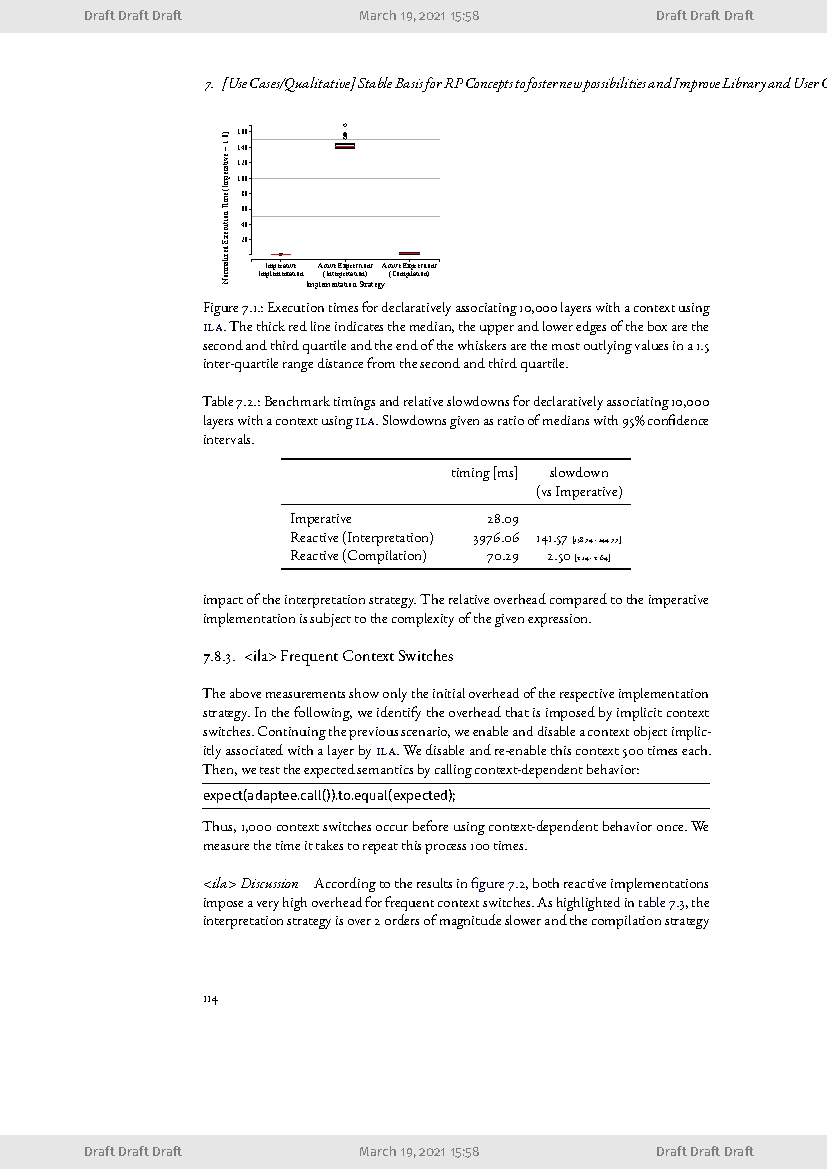 Draft Draft Draft March 19, 2021 15:58 Draft Draft Draft
7. [Use Cases/Qualitative] Stable Basis for RP Concepts to foster new possibilities and Improve Library and User
Normalized Execution Time (Imperative = 1.0)
160
140
120
100
80
60
40
20
Imperative Implementation
Active Expressions (Interpretation)
Active Expressions (Compilation)
Implementation Strategy
Figure 7.1.: Execution times for declaratively associating 10,000 layers with a context using
ILA. The thick red line indicates the median, the upper and lower edges of the box are the
second and third quartile and the end of the whiskers are the most outlying values in a 1.5
inter-quartile range distance from the second and third quartile.
Table 7.2.: Benchmark timings and relative slowdowns for declaratively associating 10,000
layers with a context using ILA. Slowdowns given as ratio of medians with 95% confidence
intervals.
timing [ms] slowdown
(vs Imperative)
Imperative 28.09
Reactive (Interpretation) 3976.06 141.57
Reactive (Compilation) 70.29 2.50
impact of the interpretation strategy. The relative overhead compared to the imperative
implementation is subject to the complexity of the given expression.
7.8.3. <ila> Frequent Context Switches
The above measurements show only the initial overhead of the respective implementation
strategy. In the following, we identify the overhead that is imposed by implicit context
switches. Continuing the previous scenario, we enable and disable a context object implic-
itly associated with a layer by ILA. We disable and re-enable this context 500 times each.
Then, we test the expected semantics by calling context-dependent behavior:
expect(adaptee.call()).to.equal(expected);
Thus, 1,000 context switches occur before using context-dependent behavior once. We
measure the time it takes to repeat this process 100 times.
<ila> Discussion According to the results in figure 7.2, both reactive implementations
impose a very high overhead for frequent context switches. As highlighted in table 7.3, the
interpretation strategy is over 2 orders of magnitude slower and the compilation strategy
114
Draft Draft Draft March 19, 2021 15:58 Draft Draft Draft